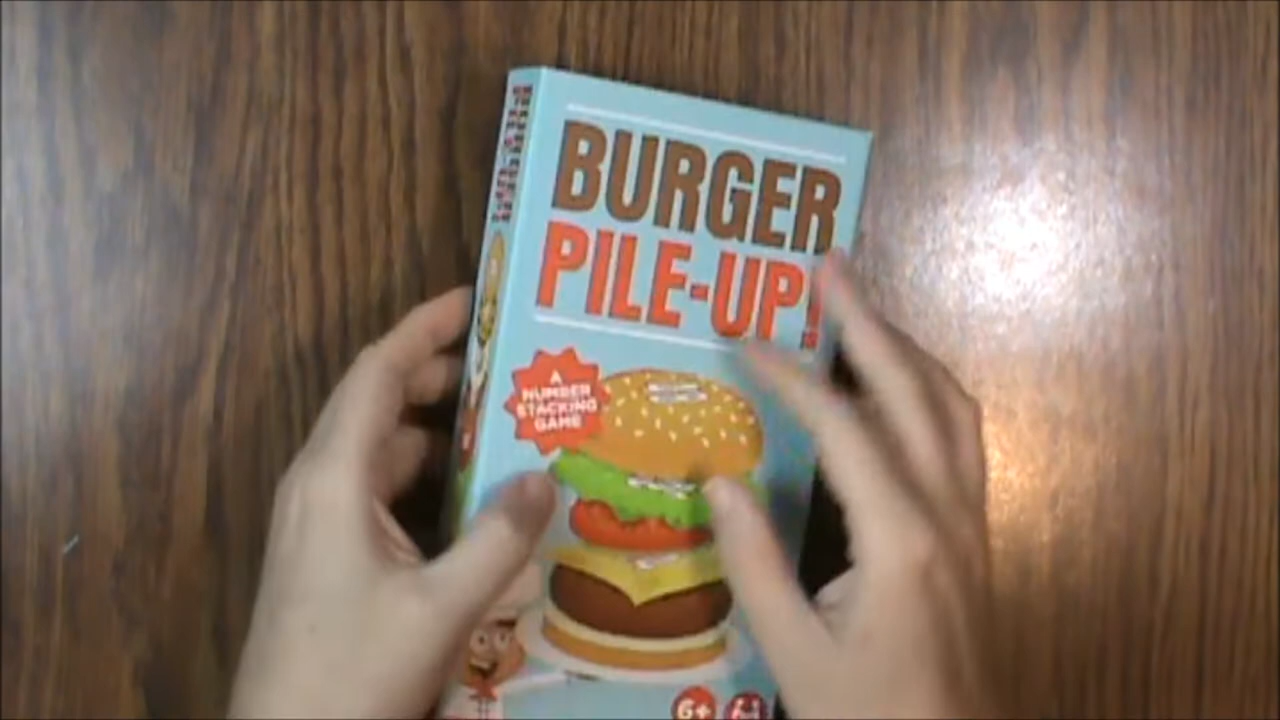 BURGER
PILE-UP!
A
NUMBER
STACKING
GAME
6+